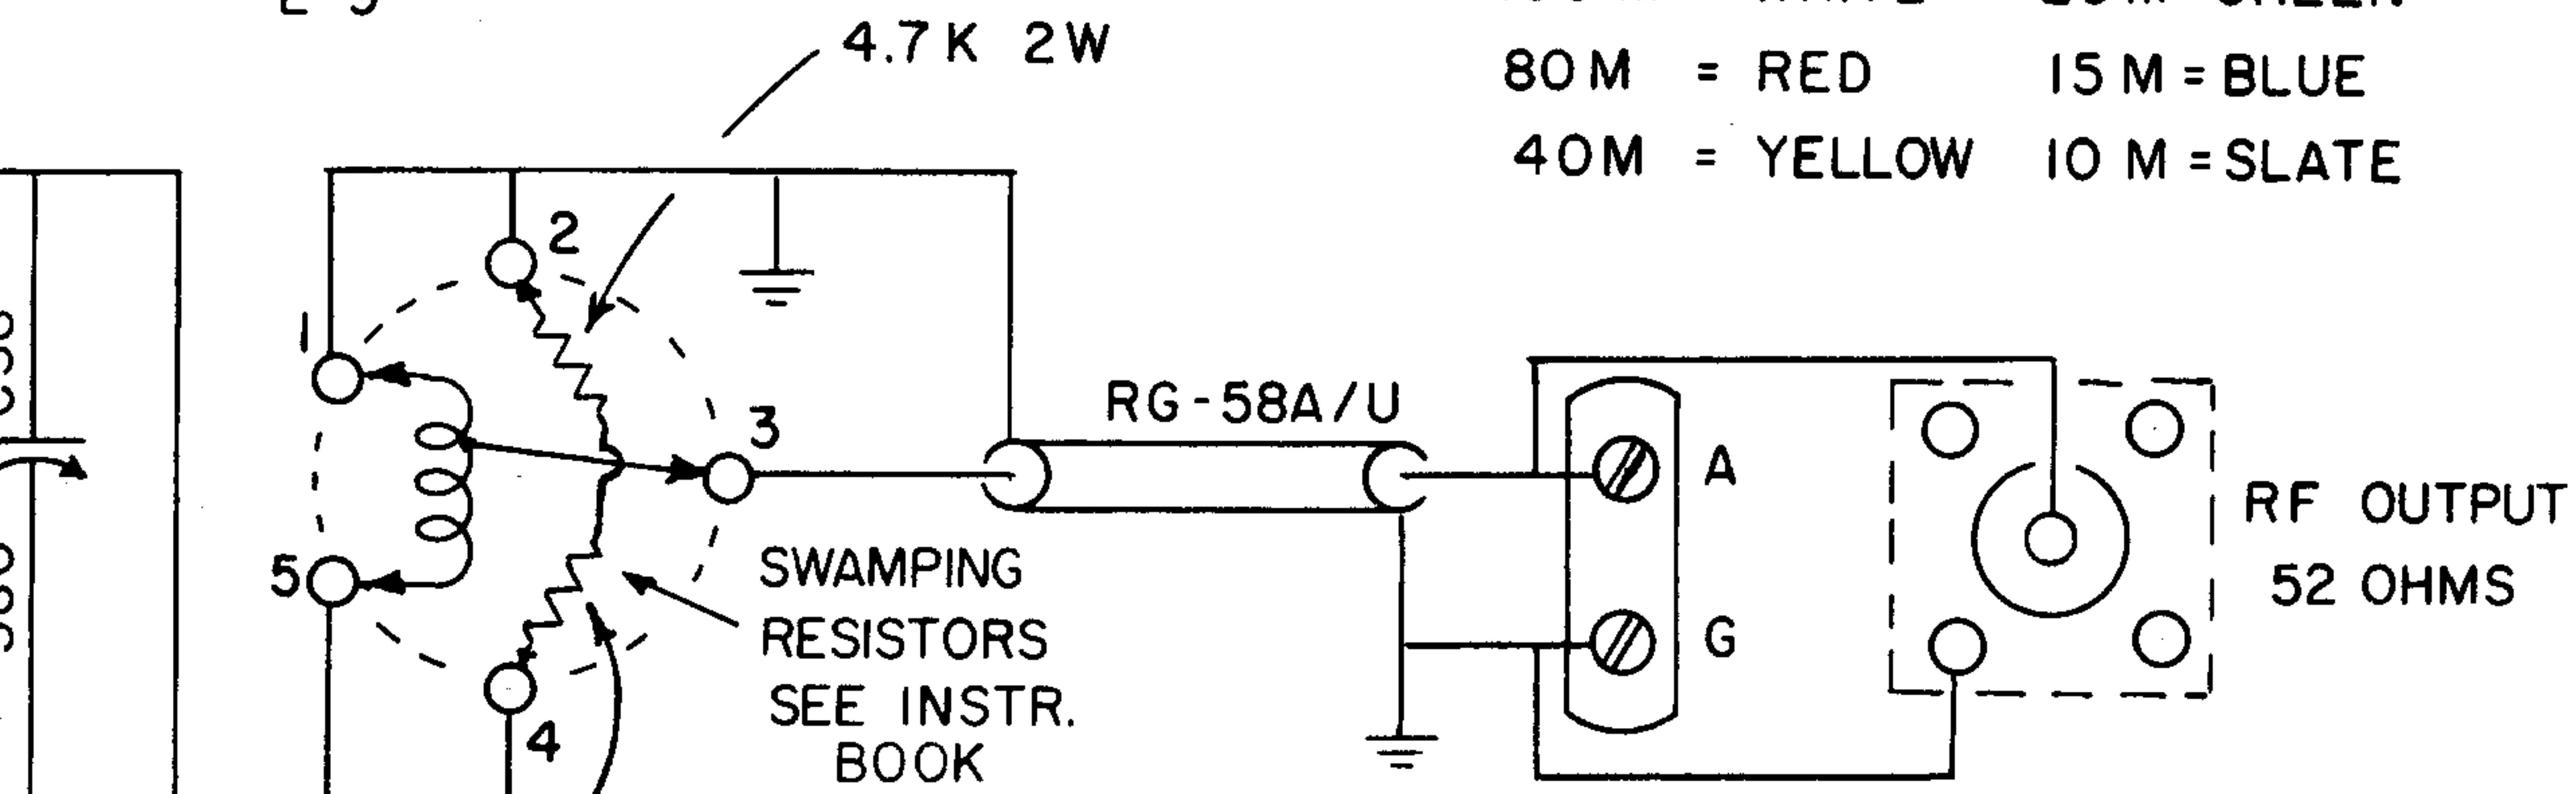 4.7K 2W
80M = RED 15M = BLUE
40M = YELLOW 10M = SLATE
2
1
3
RG-58A/U
A
RF OUTPUT
52 OHMS
5
SWAMPING
RESISTORS
SEE INSTR.
BOOK
G
4